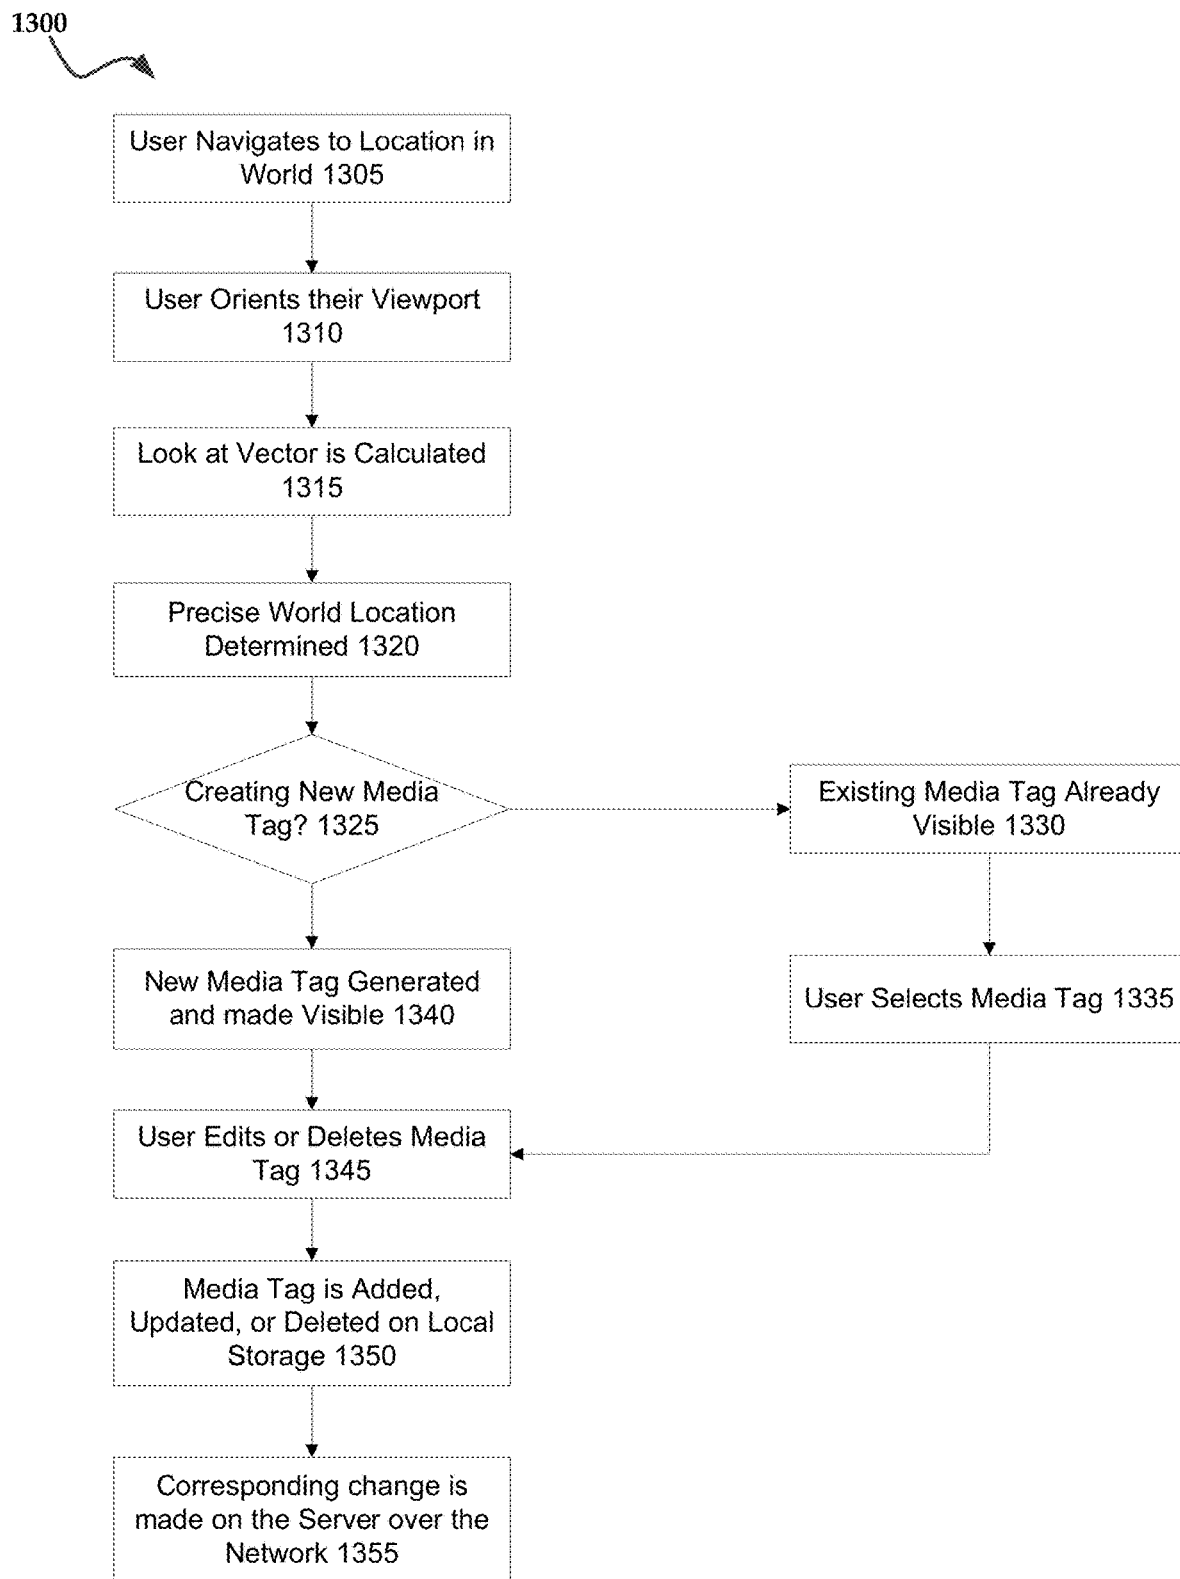 1300
User Navigates to Location in
World 1305
User Orients their Viewport
1310
Look at Vector is Calculated
1315
Precise World Location
Determined 1320
Creating New Media
Tag? 1325
Existing Media Tag Already
Visible 1330
User Selects Media Tag 1335
New Media Tag Generated
and made Visible 1340
User Edits or Deletes Media
Tag 1345
Media Tag is Added,
Updated, or Deleted on Local
Storage 1350
Corresponding change is
made on the Server over the
Network 1355